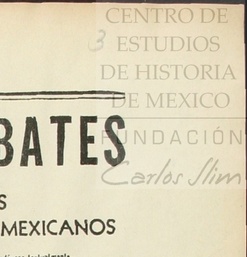 CENTRO DE
3 ESTUDIOS
DE HISTORIA
DE MEXICO
FUNDACIÓN
Carlos Slim
BATES
S
MEXICANOS